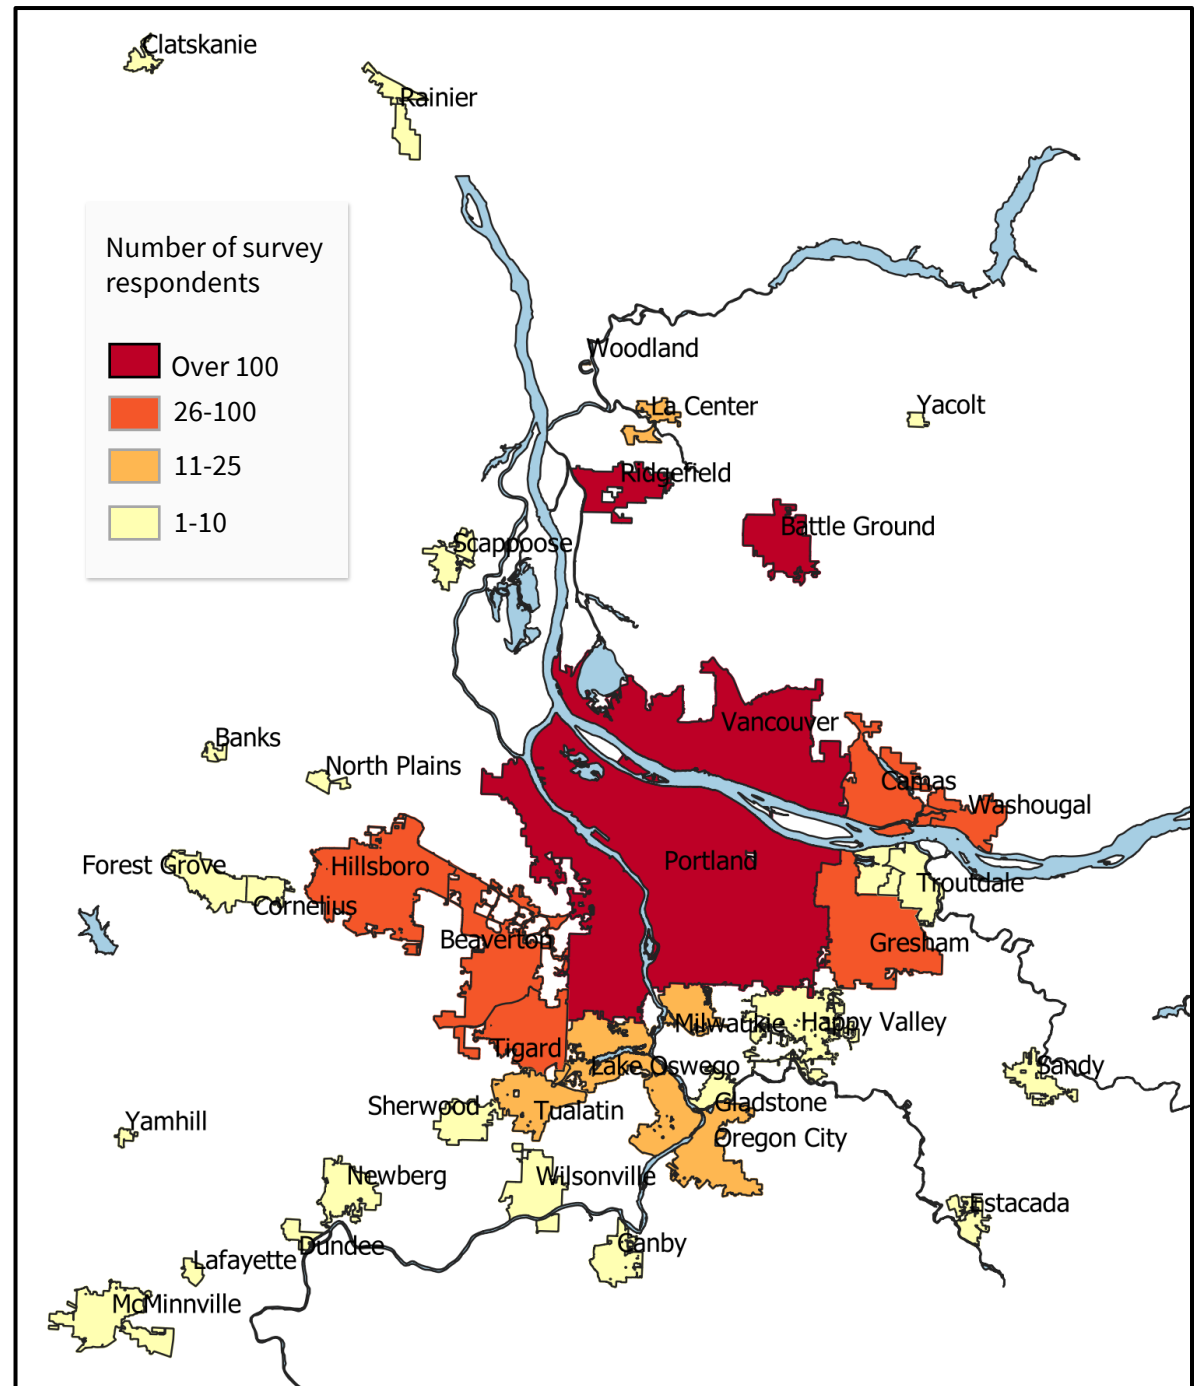 Clatskanie
Rainier
Number of survey
respondents
Over 100
26-100
11-25
1-10
Woodland
La Center
Yacolt
Ridgefield
Battle Ground
Scappoose
Vancouver
Banks
North Plains
Camas
Washougal
Portland
Forest Grove
Hillsboro
Troutdale
Cornelius
Beaverton
Gresham
Milwaukie
Happy Valley
Tigard
Lake Oswego
Sandy
Sherwood
Tualatin
Gladstone
Yamhill
Oregon City
Newberg
Wilsonville
Estacada
Dundee
Canby
Lafayette
McMinnville